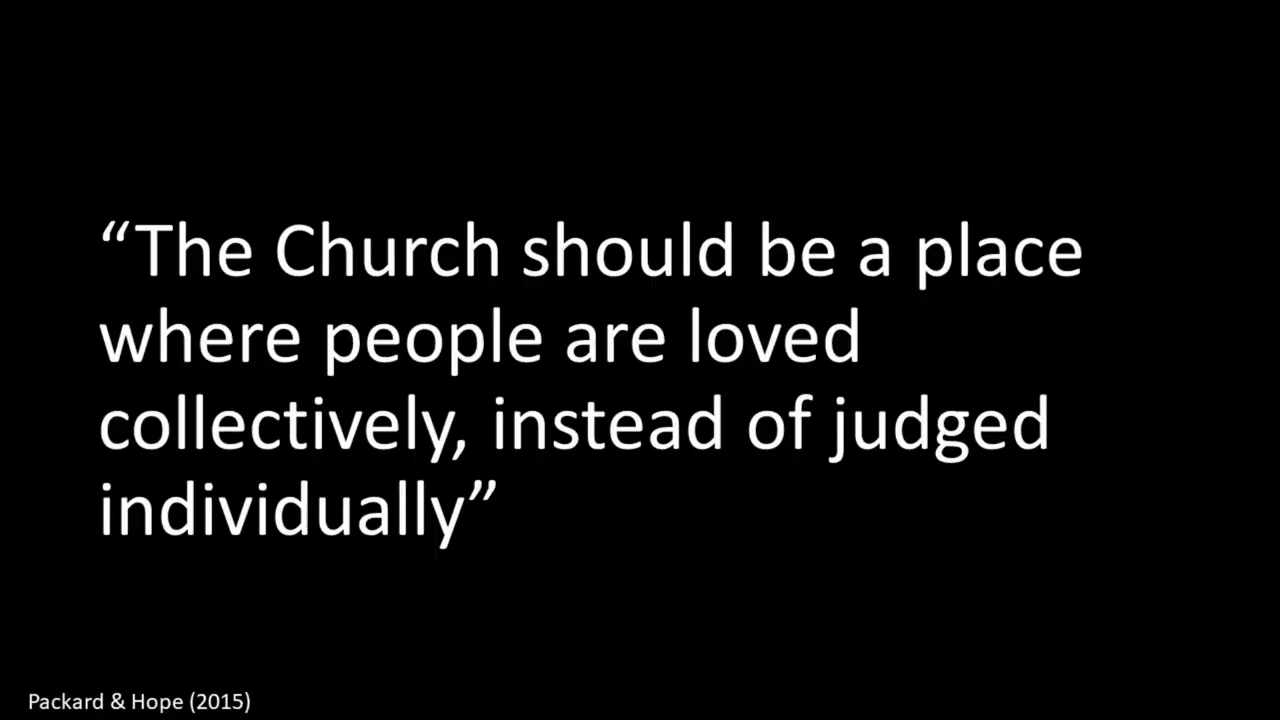 “The Church should be a place
where people are loved
collectively, instead of judged
individually”
Packard & Hope (2015)